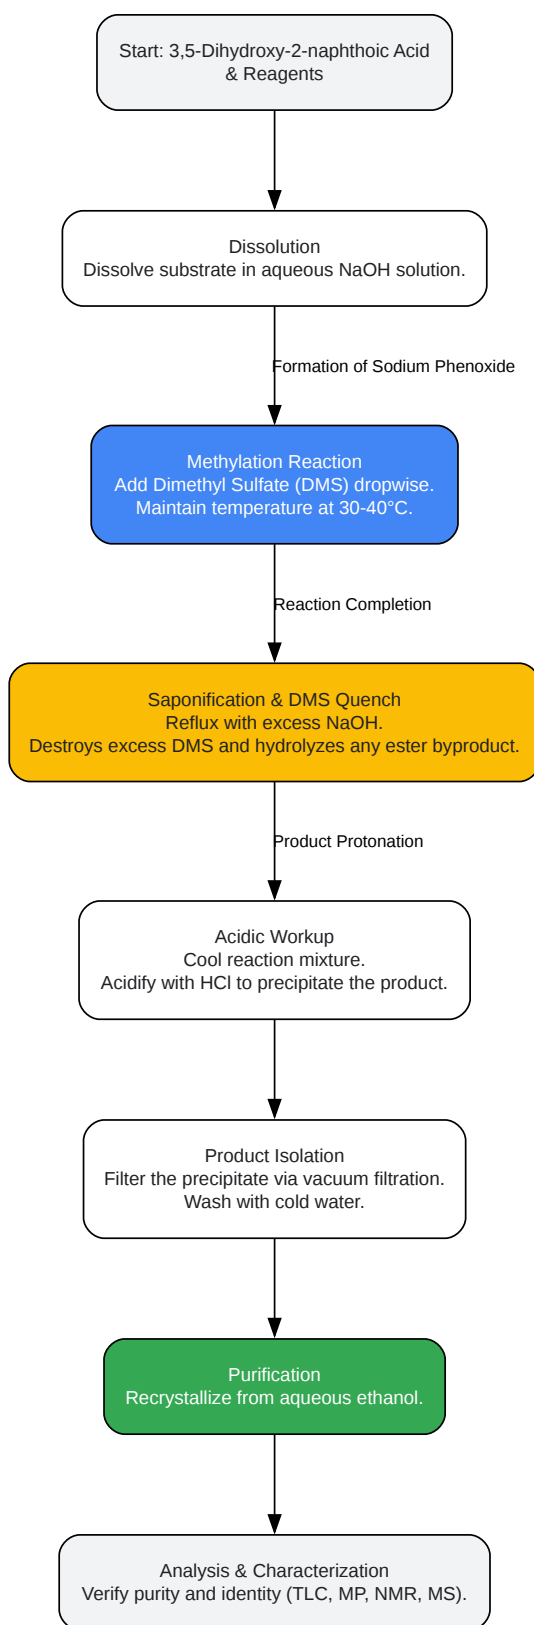 Start: 3,5-Dihydroxy-2-naphthoic Acid
& Reagents
Dissolution
Dissolve substrate in aqueous NaOH solution.
Formation of Sodium Phenoxide
Methylation Reaction
Add Dimethyl Sulfate (DMS) dropwise.
Maintain temperature at 30-40°C.
Reaction Completion
Saponification & DMS Quench
Reflux with excess NaOH.
Destroys excess DMS and hydrolyzes any ester byproduct.
Product Protonation
Acidic Workup
Cool reaction mixture.
Acidify with HCl to precipitate the product.
Product Isolation
Filter the precipitate via vacuum filtration.
Wash with cold water.
Purification
Recrystallize from aqueous ethanol.
Analysis & Characterization
Verify purity and identity (TLC, MP, NMR, MS).